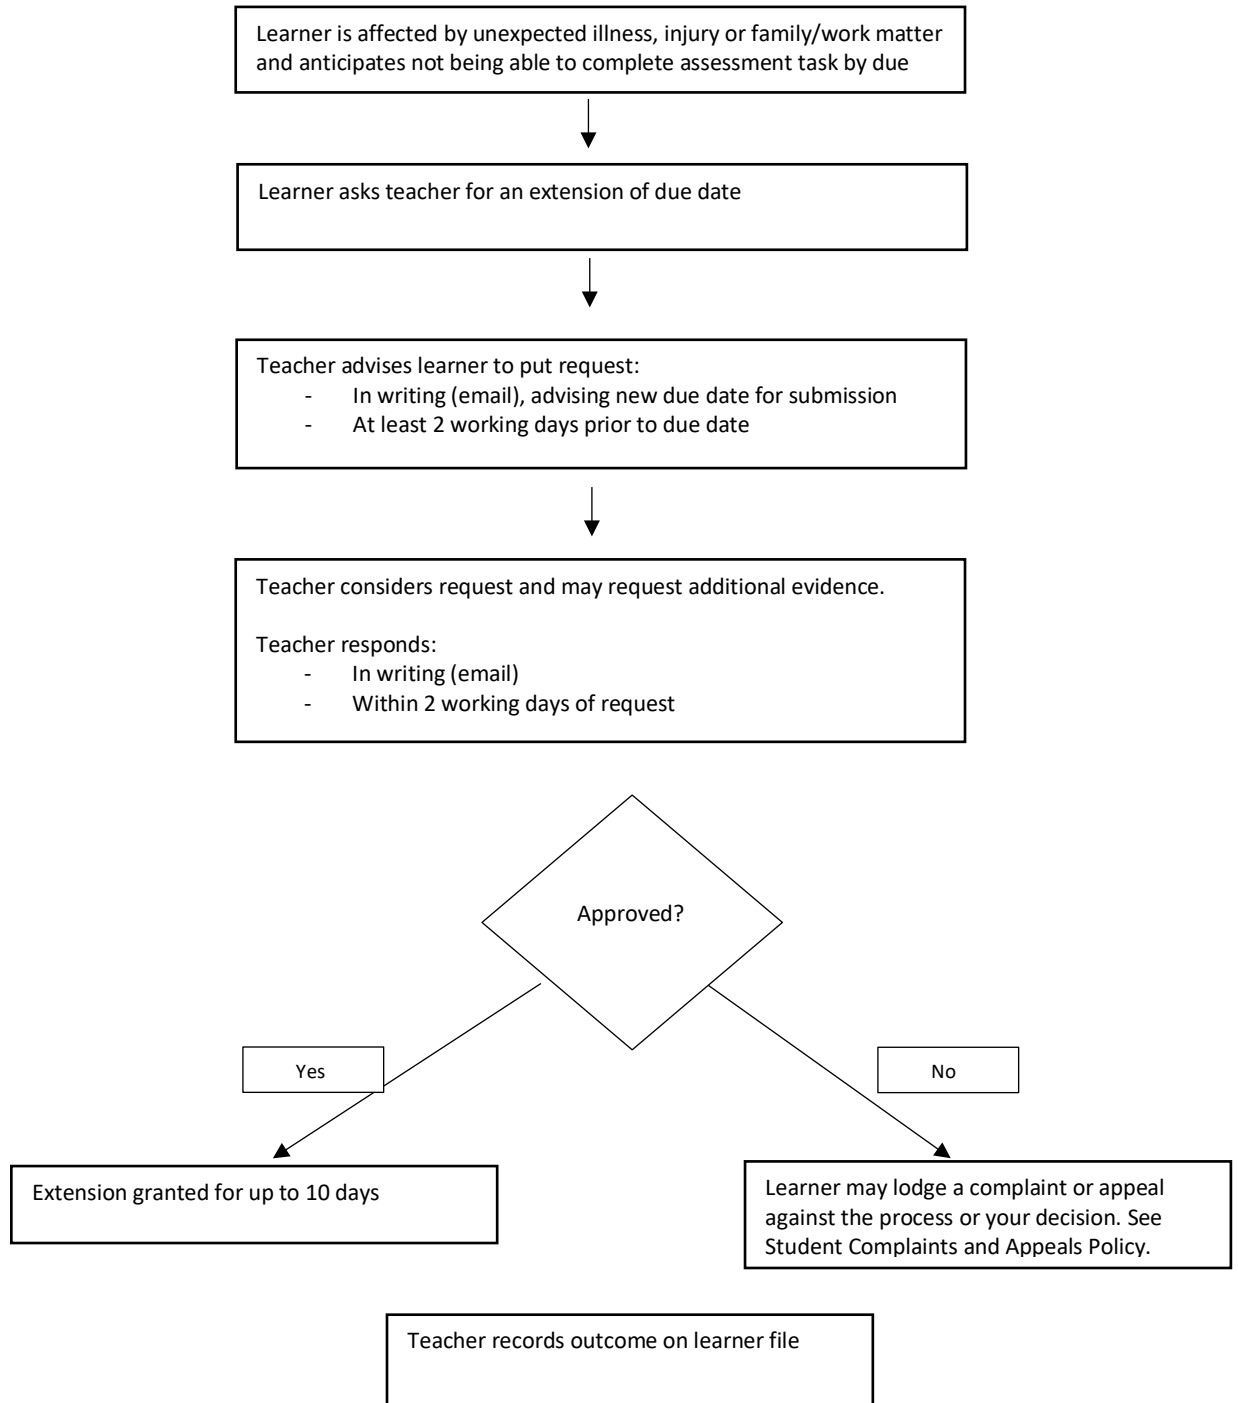 Learner is affected by unexpected illness, injury or family/work matter
and anticipates not being able to complete assessment task by due
Learner asks teacher for an extension of due date
Teacher advises learner to put request:
- In writing (email), advising new due date for submission
- At least 2 working days prior to due date
Teacher considers request and may request additional evidence.
Teacher responds:
- In writing (email)
- Within 2 working days of request
Approved?
Yes
No
Extension granted for up to 10 days
Learner may lodge a complaint or appeal
against the process or your decision. See
Student Complaints and Appeals Policy.
Teacher records outcome on learner file